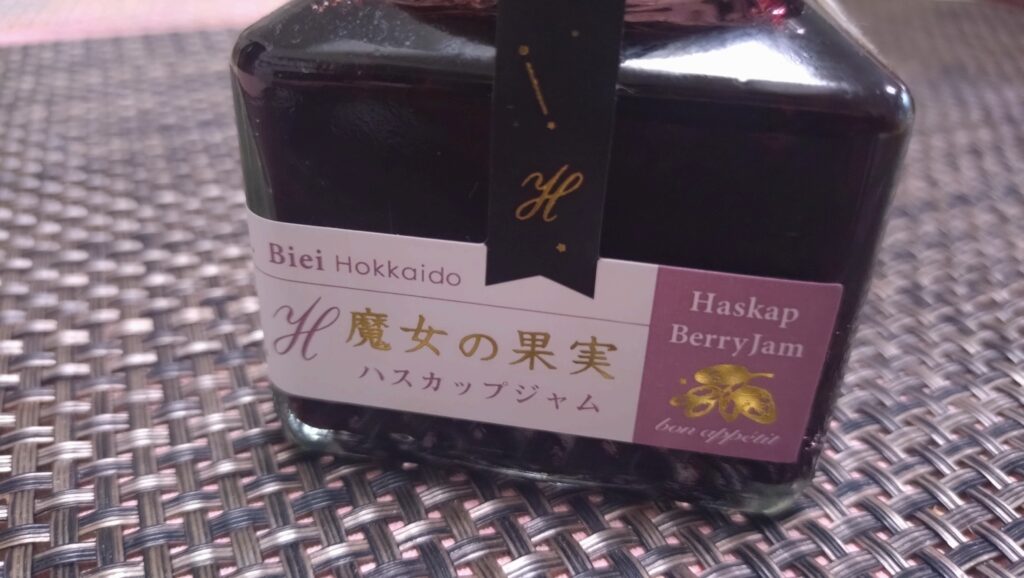 H
Biei Hokkaido
H 魔女の果実
ハスカップジャム
Haskap
Berry Jam
bon appétit